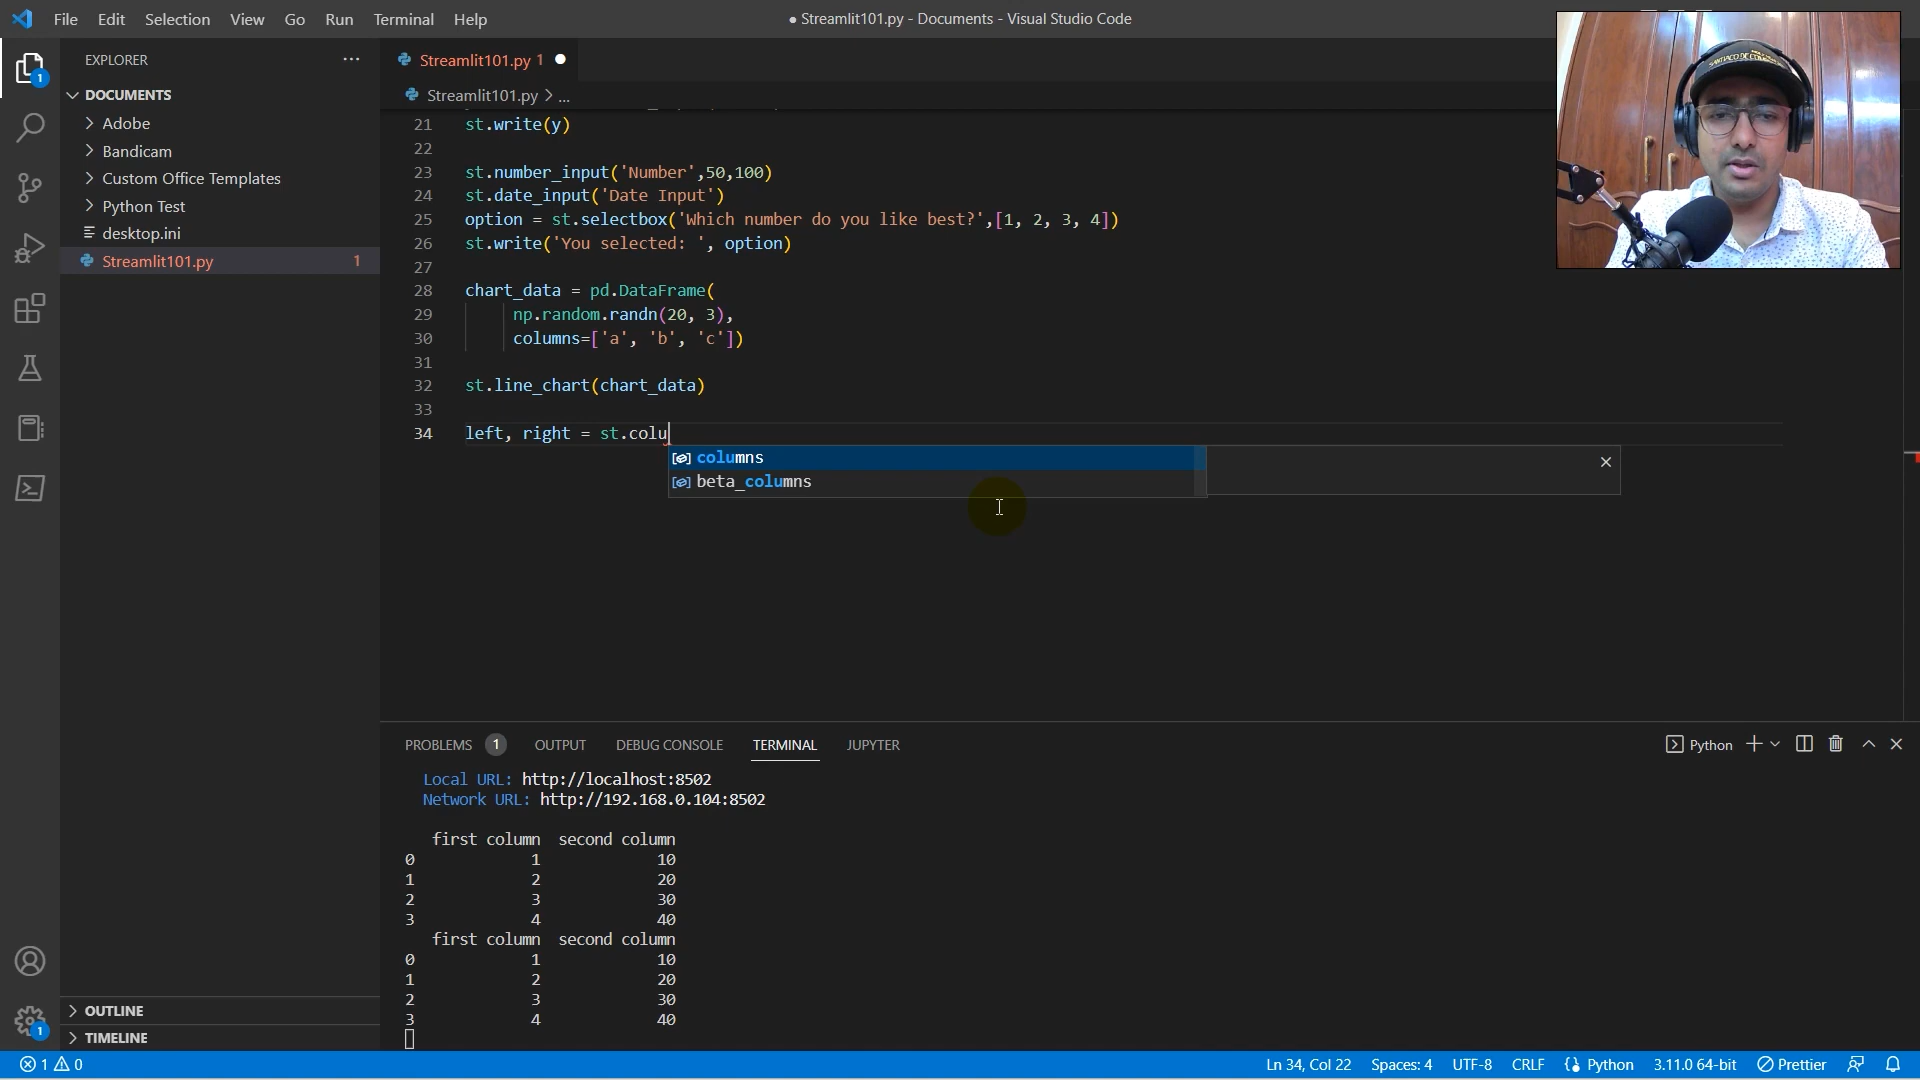 File Edit Selection View Go Run Terminal Help
● Streamlit101.py - Documents - Visual Studio Code
EXPLORER
DOCUMENTS
Adobe
Bandicam
Custom Office Templates
Python Test
desktop.ini
Streamlit101.py 1
OUTLINE
TIMELINE
Streamlit101.py 1
Streamlit101.py > ...
21 st.write(y)
22
23 st.number_input('Number',50,100)
24 st.date_input('Date Input')
25 option = st.selectbox('Which number do you like best?',[1, 2, 3, 4])
26 st.write('You selected: ', option)
27
28 chart_data = pd.DataFrame(
29 np.random.randn(20, 3),
30 columns=['a', 'b', 'c'])
31
32 st.line_chart(chart_data)
33
34 left, right = st.colu
columns
beta_columns
PROBLEMS 1 OUTPUT DEBUG CONSOLE TERMINAL JUPYTER
Python
Local URL: http://localhost:8502
Network URL: http://192.168.0.104:8502
first column second column
0 1 10
1 2 20
2 3 30
3 4 40
first column second column
0 1 10
1 2 20
2 3 30
3 4 40
1
1
1 0
Ln 34, Col 22 Spaces: 4 UTF-8 CRLF Python 3.11.0 64-bit Prettier